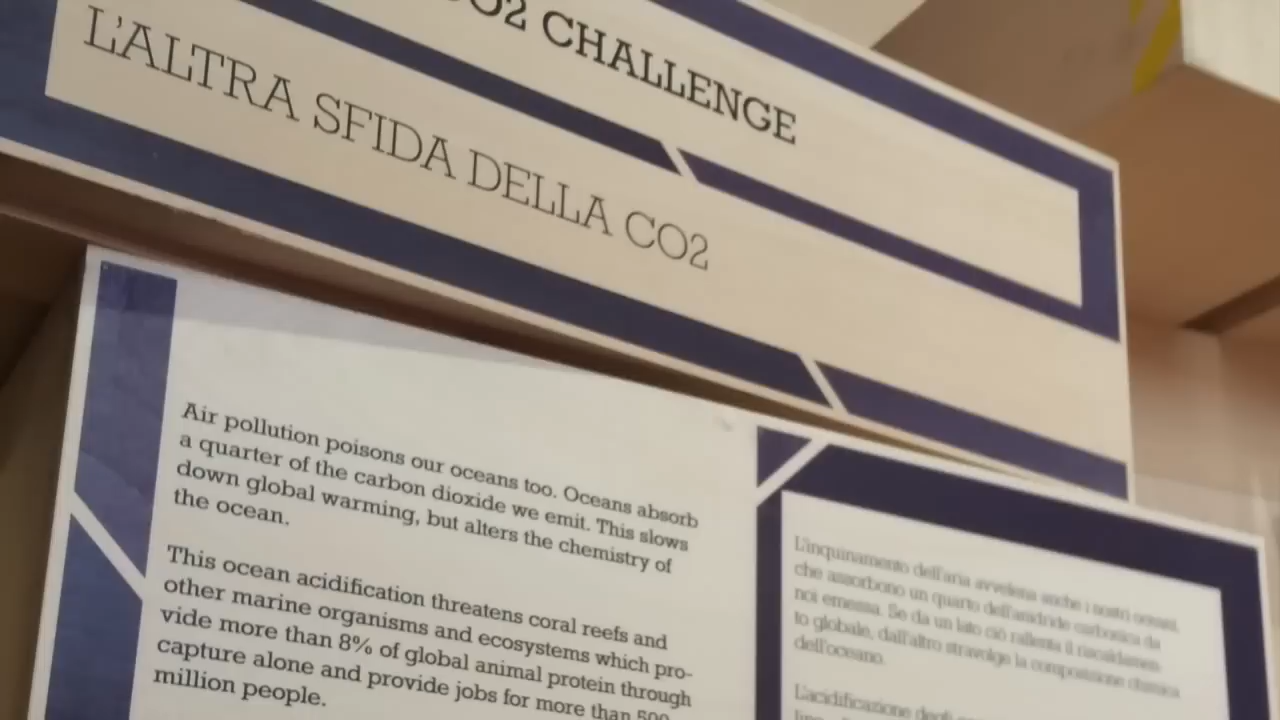 CO2 CHALLENGE
L'ALTRA SFIDA DELLA CO2
Air pollution poisons our oceans too. Oceans absorb
a quarter of the carbon dioxide we emit. This slows
down global warming, but alters the chemistry of
the ocean.
This ocean acidification threatens coral reefs and
other marine organisms and ecosystems which pro-
vide more than 8% of global animal protein through
capture alone and provide jobs for more than 500
million people.
L'inquinamento dell'aria avvelena anche i nostri oceani,
che assorbono un quarto dell'anidride carbonica da
noi emessa. Se da un lato ciò rallenta il riscaldamen-
to globale, dall'altro stravolge la composizione chimica
dell'oceano.
L'acidificazione degli